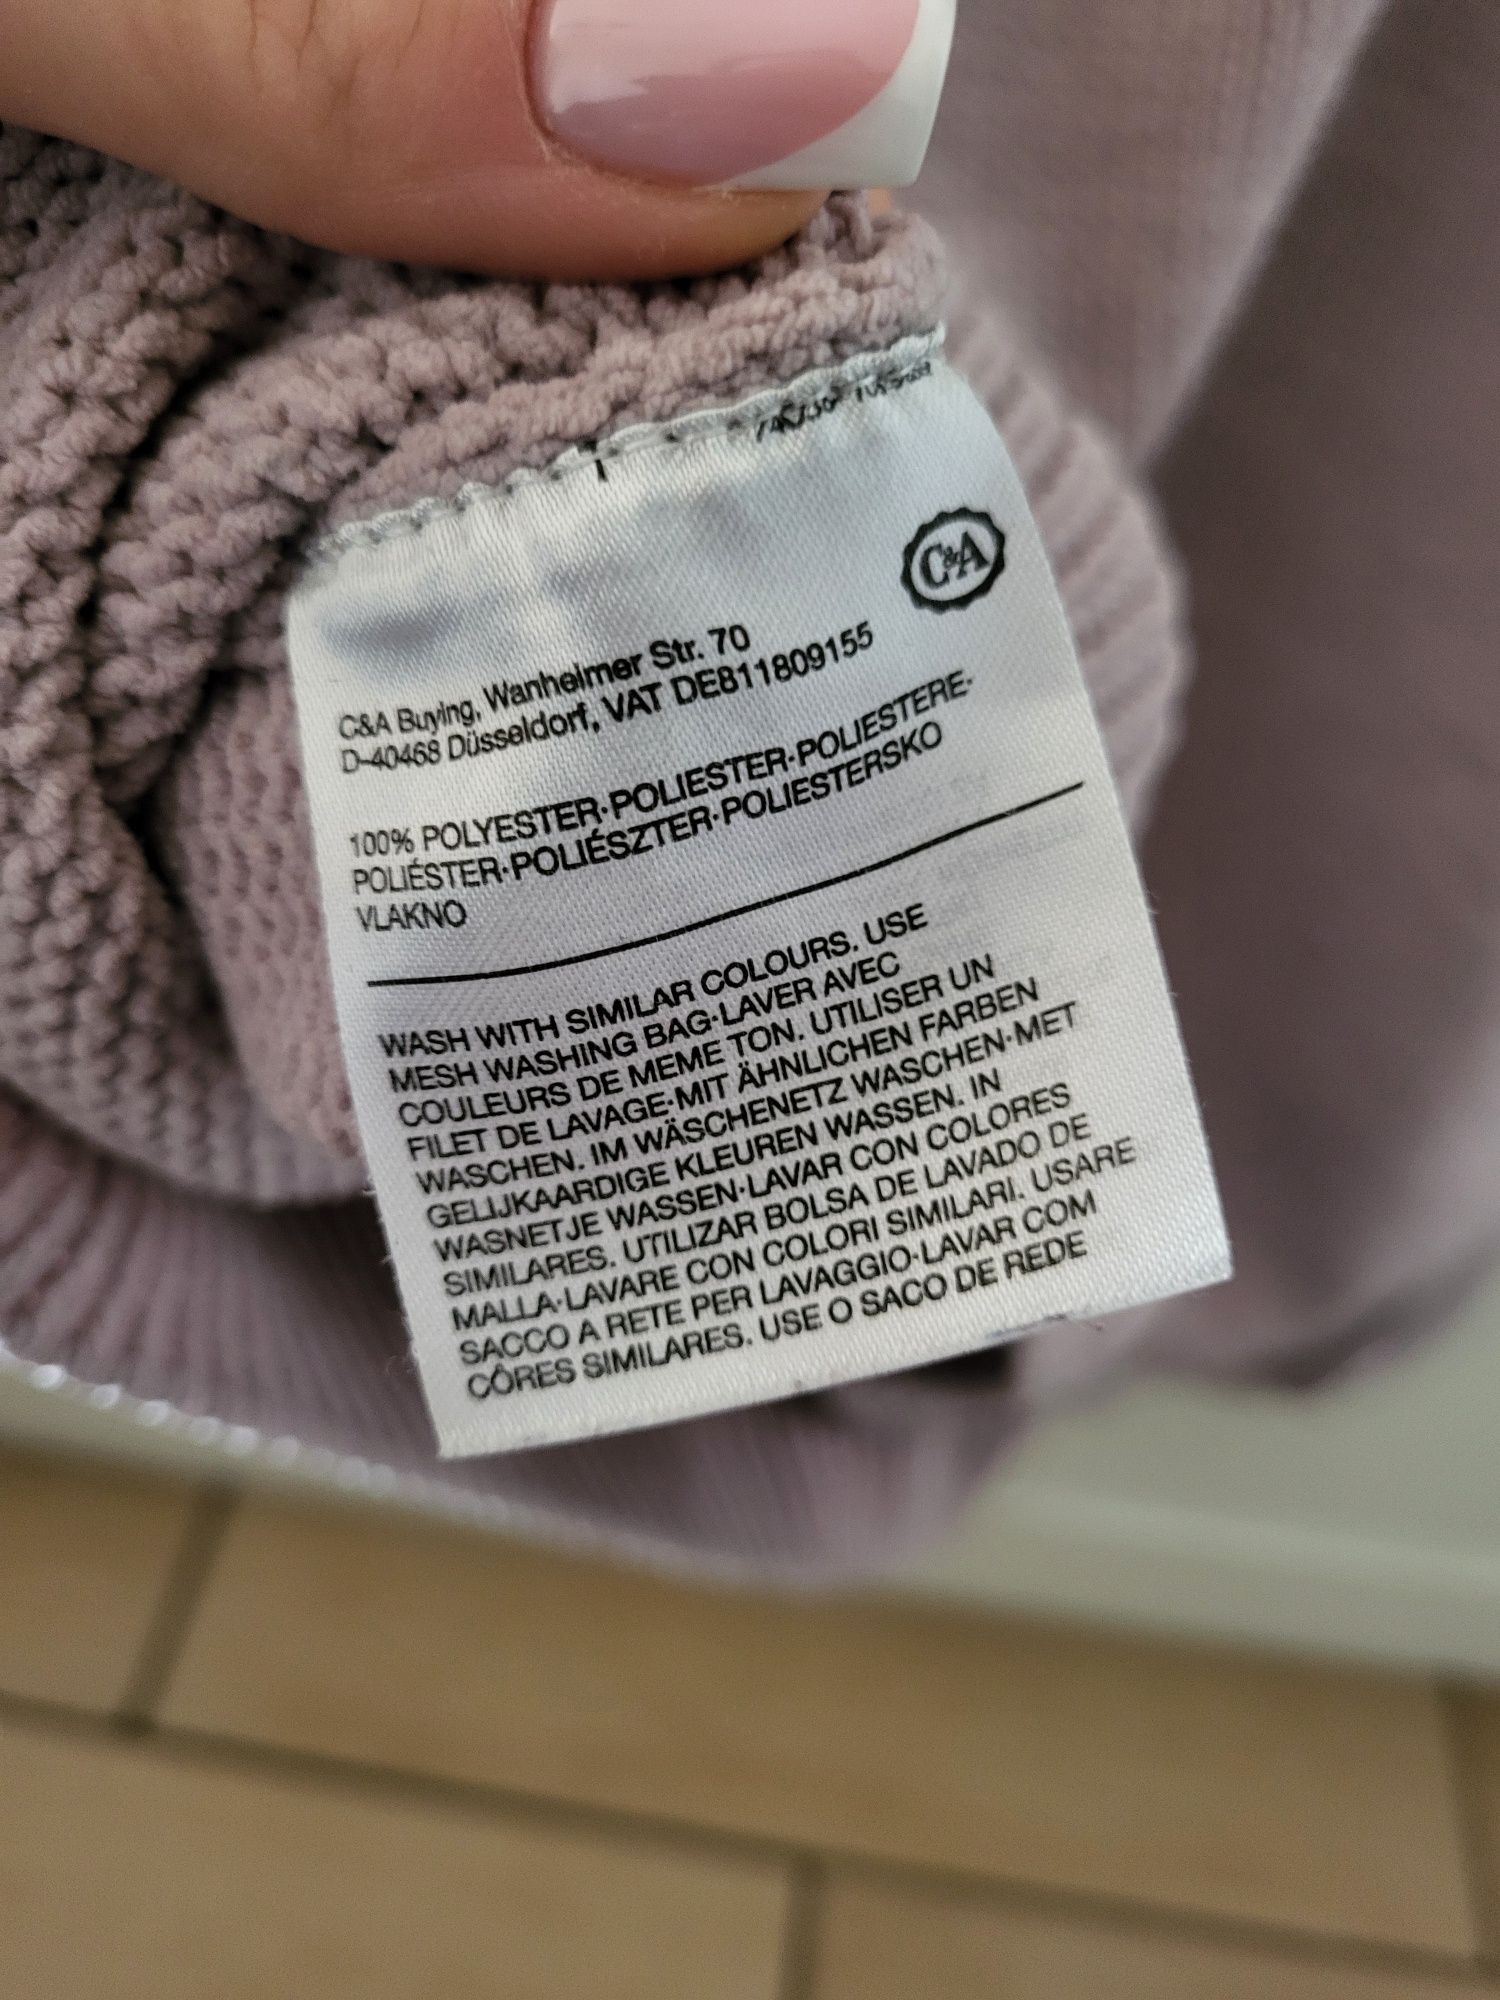 C&A
C&A Buying, Wanheimer Str. 70
D-40468 Düsseldorf, VAT DE811809155
100% POLYESTER·POLIESTER·POLIESTERE·
POLIÉSTER·POLIÉSZTER·POLIESTERSKO
VLAKNO
WASH WITH SIMILAR COLOURS. USE
MESH WASHING BAG·LAVER AVEC
COULEURS DE MEME TON. UTILISER UN
FILET DE LAVAGE·MIT ÄHNLICHEN FARBEN
WASCHEN. IM WÄSCHENETZ WASCHEN·MET
GELIJKAARDIGE KLEUREN WASSEN. IN
WASNETJE WASSEN·LAVAR CON COLORES
SIMILARES. UTILIZAR BOLSA DE LAVADO DE
MALLA·LAVARE CON COLORI SIMILARI. USARE
SACCO A RETE PER LAVAGGIO·LAVAR COM
CÔRES SIMILARES. USE O SACO DE REDE